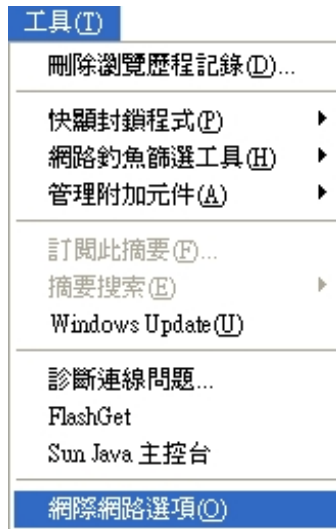 工具(T)
刪除瀏覽歷程記錄(D)...
快顯封鎖程式(P)
網路釣魚篩選工具(H)
管理附加元件(A)
訂閱此摘要(F)...
摘要搜索(E)
Windows Update(U)
診斷連線問題...
FlashGet
Sun Java 主控台
網際網路選項(O)